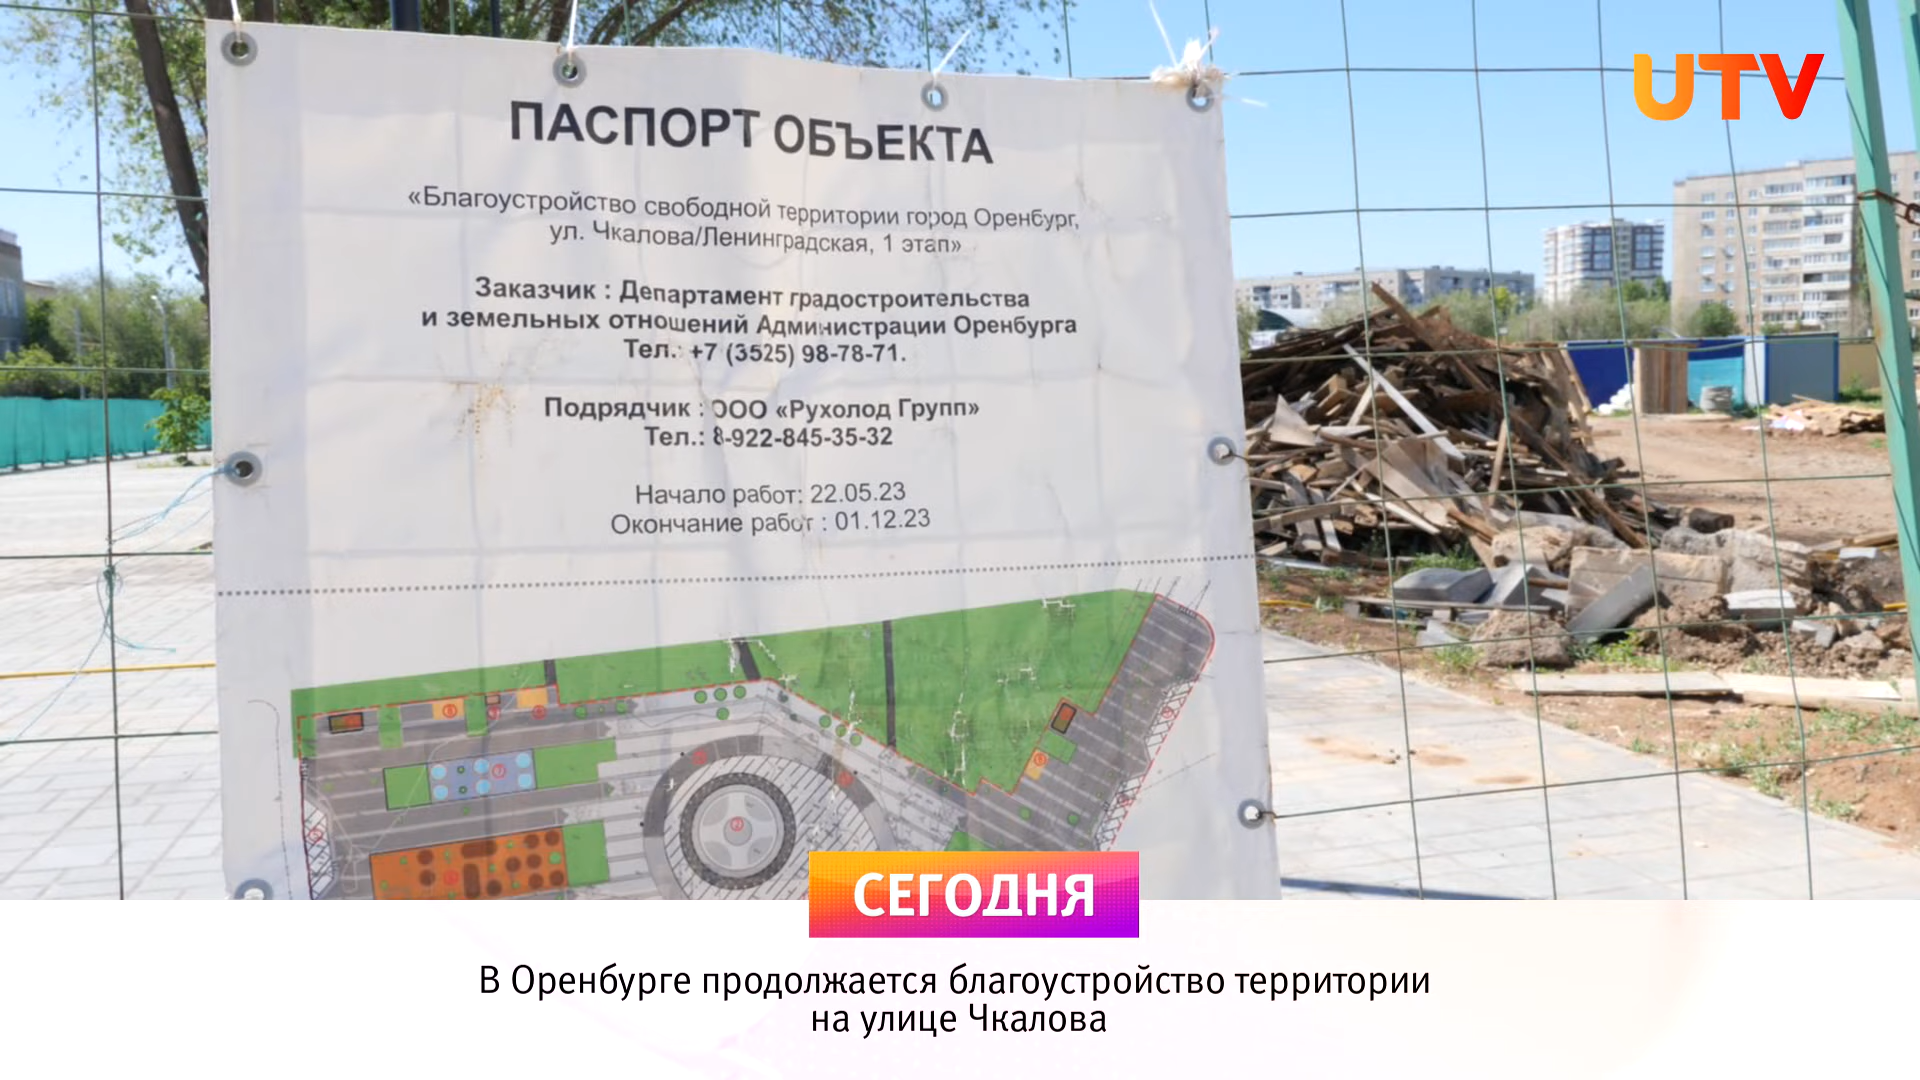 UTV
ПАСПОРТ ОБЪЕКТА
«Благоустройство свободной территории город Оренбург,
ул. Чкалова/Ленинградская, 1 этап»
Заказчик : Департамент градостроительства
и земельных отношений Администрации Оренбурга
Тел.: +7 (3525) 98-78-71.
Подрядчик : ООО «Рухолод Групп»
Тел.: 8-922-845-35-32
Начало работ: 22.05.23
Окончание работ : 01.12.23
СЕГОДНЯ
В Оренбурге продолжается благоустройство территории
на улице Чкалова